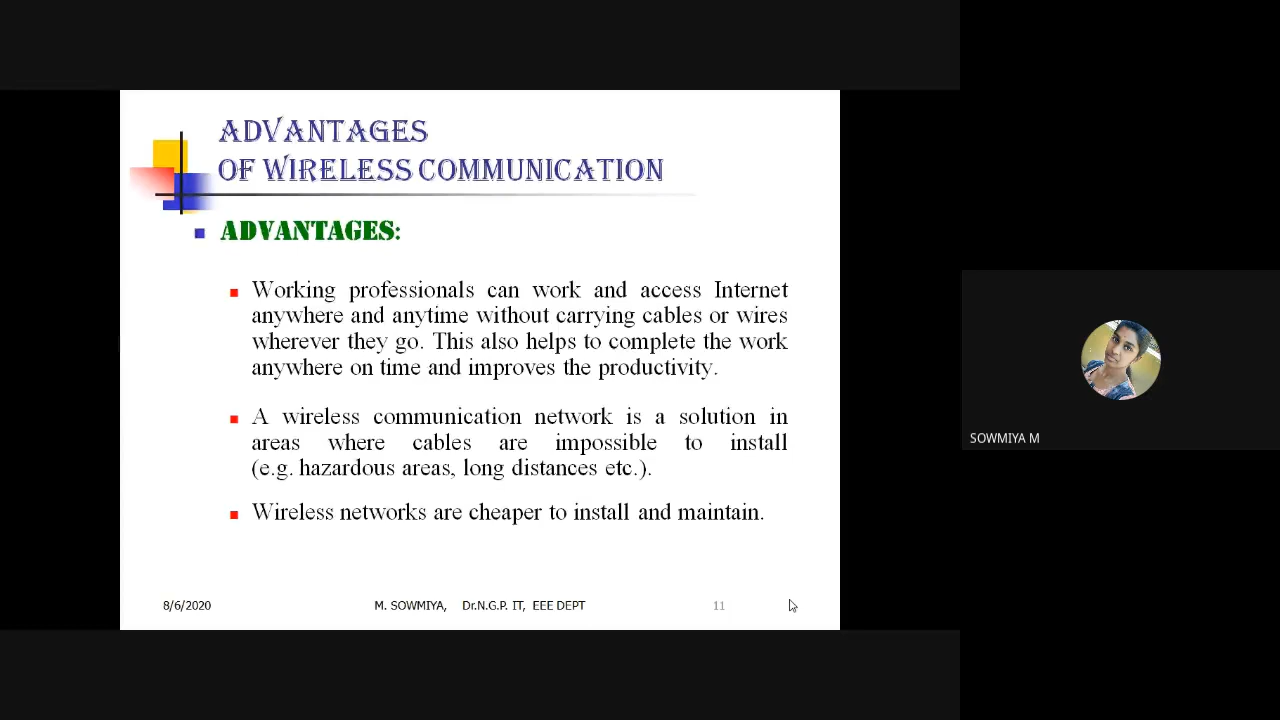 ADVANTAGES
OF WIRELESS COMMUNICATION
ADVANTAGES:
Working professionals can work and access Internet
anywhere and anytime without carrying cables or wires
wherever they go. This also helps to complete the work
anywhere on time and improves the productivity.
A wireless communication network is a solution in
areas where cables are impossible to install
(e.g. hazardous areas, long distances etc.).
Wireless networks are cheaper to install and maintain.
8/6/2020 M. SOWMIYA, Dr.N.G.P. IT, EEE DEPT 11
SOWMIYA M